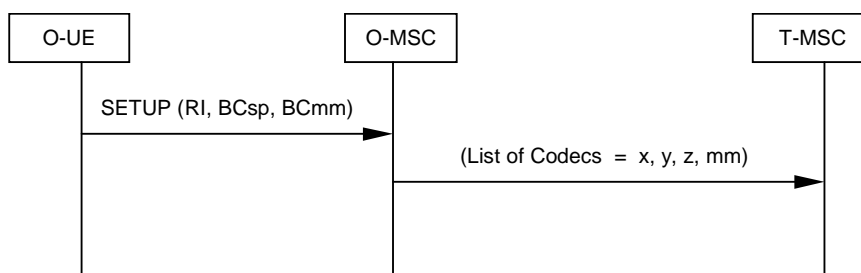 O-UE O-MSC T-MSC
SETUP (RI, BCsp, BCmm)
(List of Codecs = x, y, z, mm)